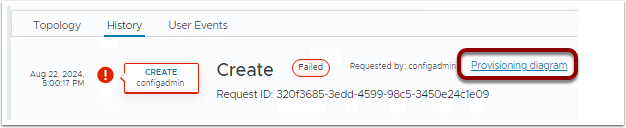 Topology History User Events
Aug 22, 2024,
5:00:17 PM
CREATE
configadmin
Create Failed Requested by: configadmin Provisioning diagram
Request ID: 320f3685-3edd-4599-98c5-3450e24c1e09